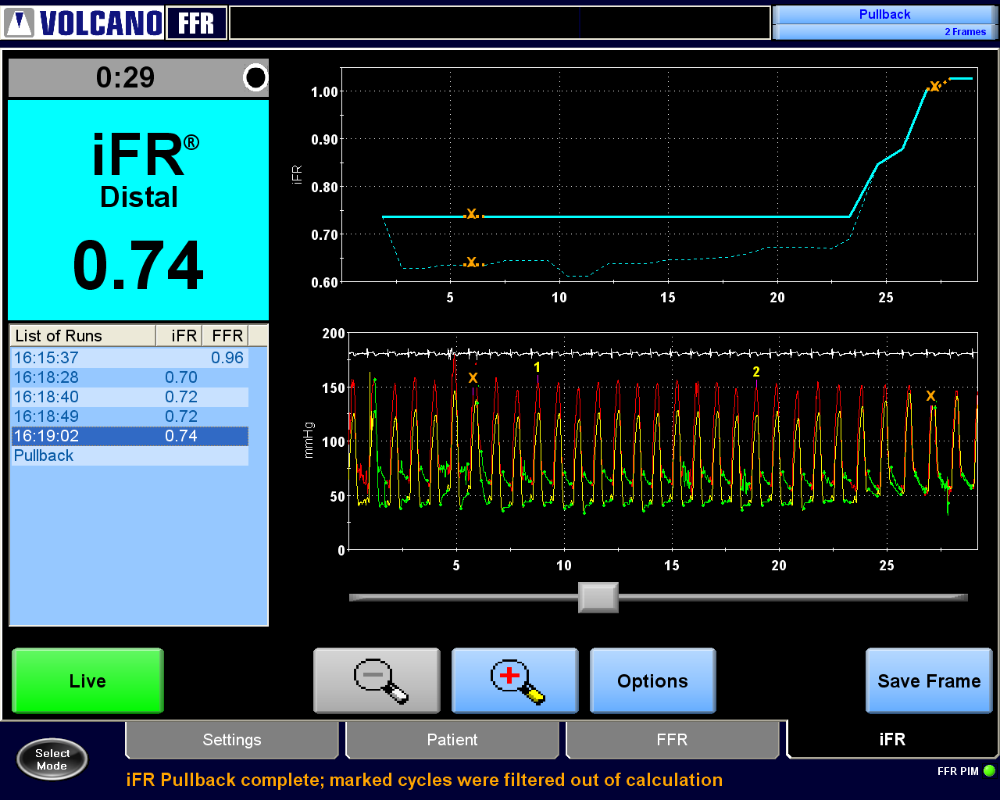 VOLCANO FFR
Pullback
2 Frames
0:29
iFR®
Distal
0.74
List of Runs iFR FFR
16:15:37 0.96
16:18:28 0.70
16:18:40 0.72
16:18:49 0.72
16:19:02 0.74
Pullback
iFR
1.00
0.90
0.80
0.70
0.60
X
X
X
5 10 15 20 25
mmHg
200
150
100
50
0
X
1
2
X
5 10 15 20 25
Live
Options
Save Frame
Select
Mode
Settings
Patient
FFR
iFR
iFR Pullback complete; marked cycles were filtered out of calculation
FFR PIM